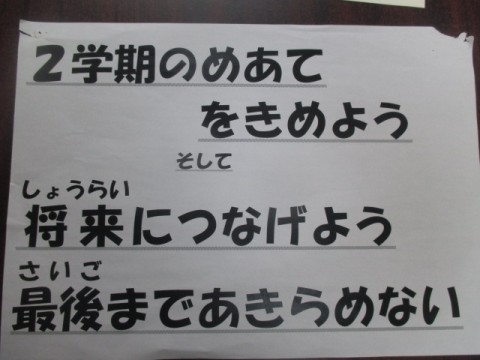 ２学期のめあて
をきめよう
そして
しょうらい
将来につなげよう
さいご
最後まであきらめない